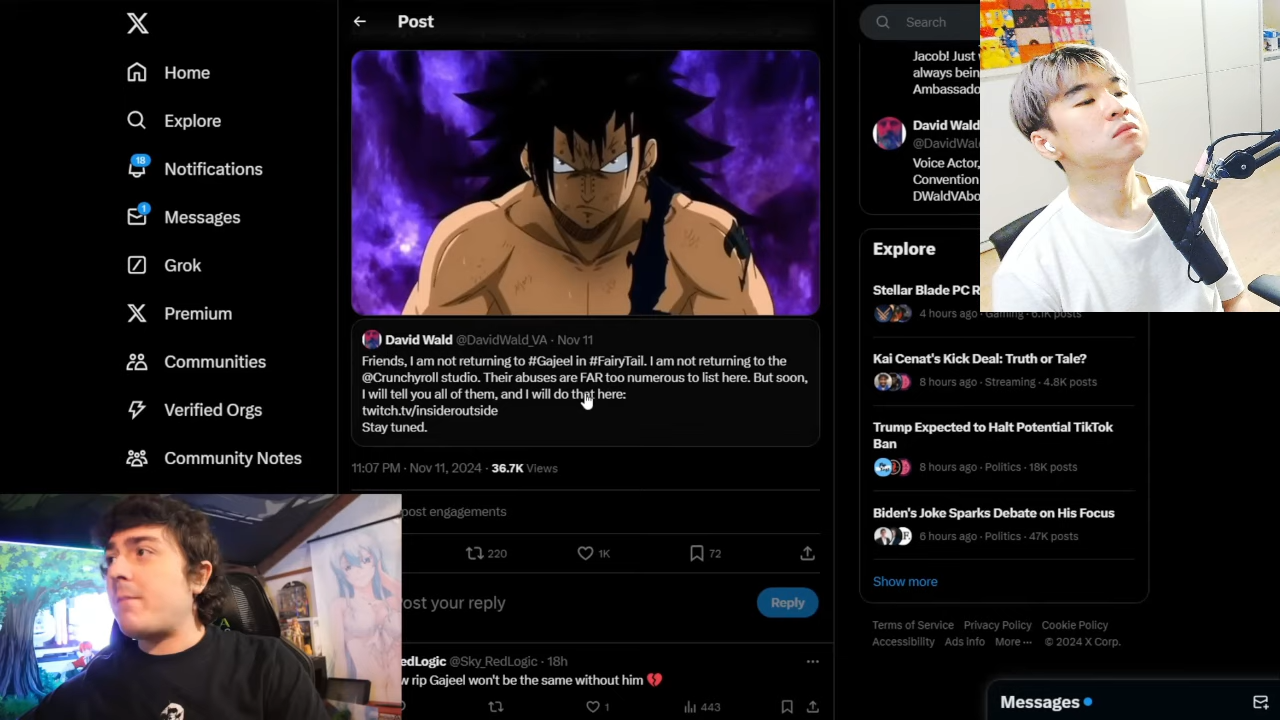 Home
Explore
18
Notifications
1
Messages
Grok
Premium
Communities
Verified Orgs
Community Notes
Post
David Wald @DavidWald_VA · Nov 11
Friends, I am not returning to #Gajeel in #FairyTail. I am not returning to the
@Crunchyroll studio. Their abuses are FAR too numerous to list here. But soon,
I will tell you all of them, and I will do that here:
twitch.tv/insideroutside
Stay tuned.
11:07 PM · Nov 11, 2024 · 36.7K Views
post engagements
220
1K
72
ost your reply
Reply
edLogic @Sky_RedLogic · 18h
w rip Gajeel won't be the same without him 💔
1
443
Search
Jacob! Just
always bein
Ambassado
David Wald
@DavidWal
Voice Actor,
Convention
DWaldVAbo
Explore
Stellar Blade PC R
4 hours ago · Gaming · 6.1K posts
Kai Cenat's Kick Deal: Truth or Tale?
8 hours ago · Streaming · 4.8K posts
Trump Expected to Halt Potential TikTok
Ban
8 hours ago · Politics · 18K posts
Biden's Joke Sparks Debate on His Focus
6 hours ago · Politics · 47K posts
Show more
Terms of Service Privacy Policy Cookie Policy
Accessibility Ads info More ··· © 2024 X Corp.
Messages